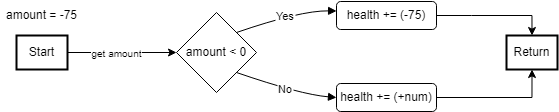 amount = -75
Start
get amount
amount < 0
Yes
health += (-75)
No
health += (+num)
Return